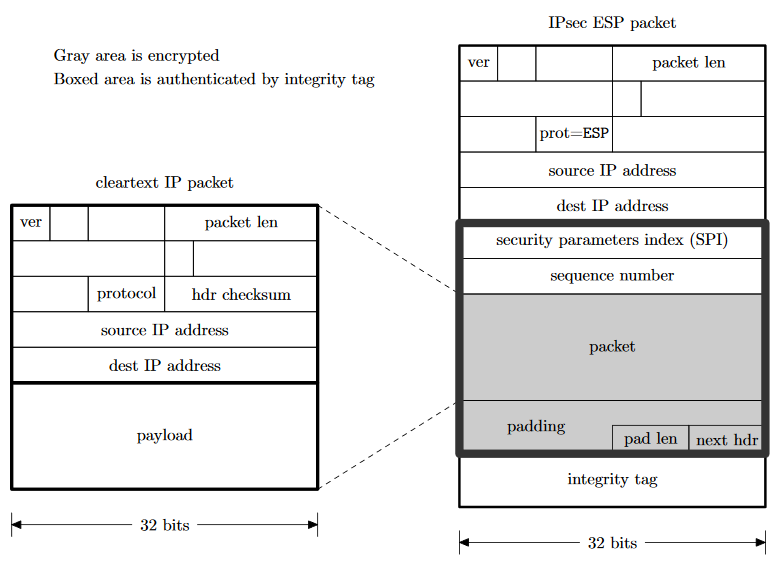 IPsec ESP packet
Gray area is encrypted
Boxed area is authenticated by integrity tag
ver packet len
prot=ESP
source IP address
dest IP address
security parameters index (SPI)
sequence number
packet
padding
pad len next hdr
integrity tag
32 bits
cleartext IP packet
ver packet len
protocol hdr checksum
source IP address
dest IP address
payload
32 bits